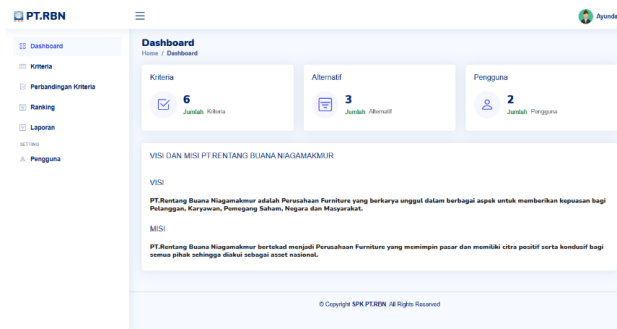 PT.RBN
Ayunda
Dashboard
Kriteria
Perbandingan Kriteria
Ranking
Laporan
SETTING
Pengguna
Dashboard
Home / Dashboard
Kriteria
6
Jumlah Kriteria
Alternatif
3
Jumlah Alternatif
Pengguna
2
Jumlah Pengguna
VISI DAN MISI PT.RENTANG BUANA NIAGAMAKMUR
VISI
PT.Rentang Buana Niagamakmur adalah Perusahaan Furniture yang berkarya unggul dalam berbagai aspek untuk memberikan kepuasan bagi
Pelanggan, Karyawan, Pemegang Saham, Negara dan Masyarakat.
MISI
PT.Rentang Buana Niagamakmur bertekad menjadi Perusahaan Furniture yang memimpin pasar dan memiliki citra positif serta kondusif bagi
semua pihak sehingga diakui sebagai asset nasional.
© Copyright SPK PT.RBN. All Rights Reserved